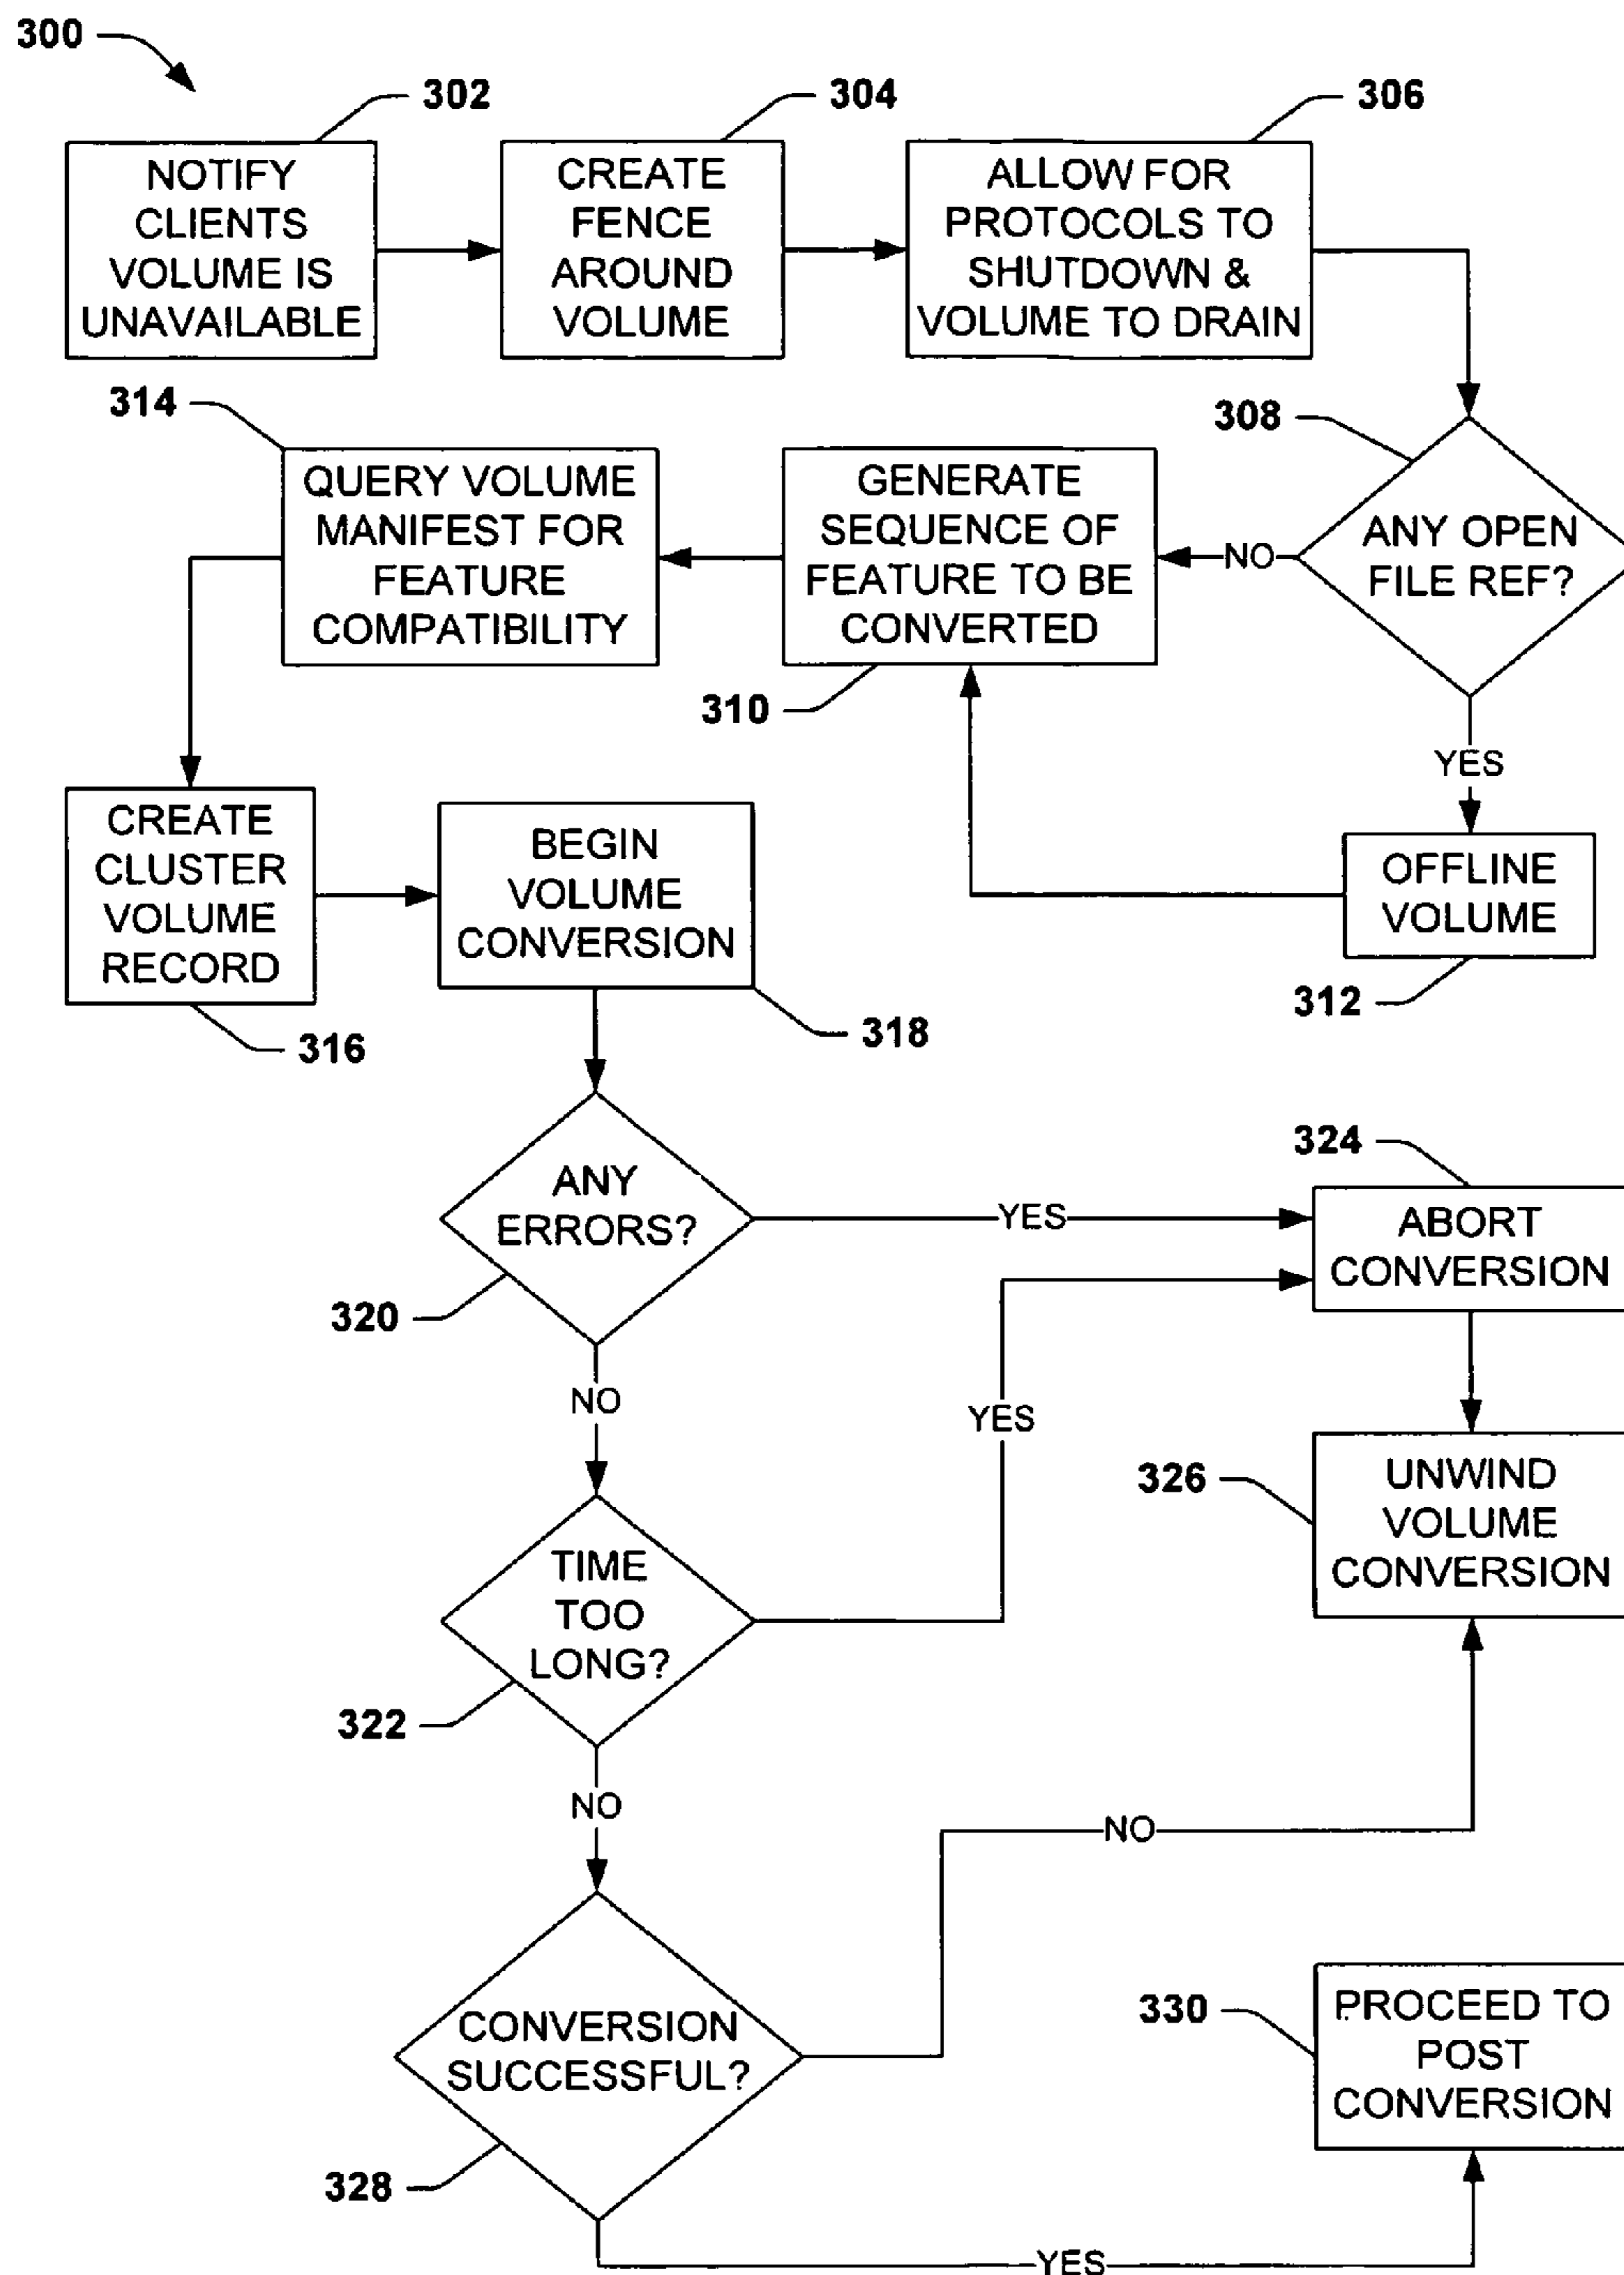 300
302
304
306
NOTIFY
CLIENTS
VOLUME IS
UNAVAILABLE
CREATE
FENCE
AROUND
VOLUME
ALLOW FOR
PROTOCOLS TO
SHUTDOWN &
VOLUME TO DRAIN
308
ANY OPEN
FILE REF?
NO
YES
310
GENERATE
SEQUENCE OF
FEATURE TO BE
CONVERTED
314
QUERY VOLUME
MANIFEST FOR
FEATURE
COMPATIBILITY
OFFLINE
VOLUME
312
CREATE
CLUSTER
VOLUME
RECORD
316
BEGIN
VOLUME
CONVERSION
318
ANY
ERRORS?
320
YES
NO
324
ABORT
CONVERSION
TIME
TOO
LONG?
322
YES
NO
326
UNWIND
VOLUME
CONVERSION
CONVERSION
SUCCESSFUL?
328
NO
YES
330
PROCEED TO
POST
CONVERSION